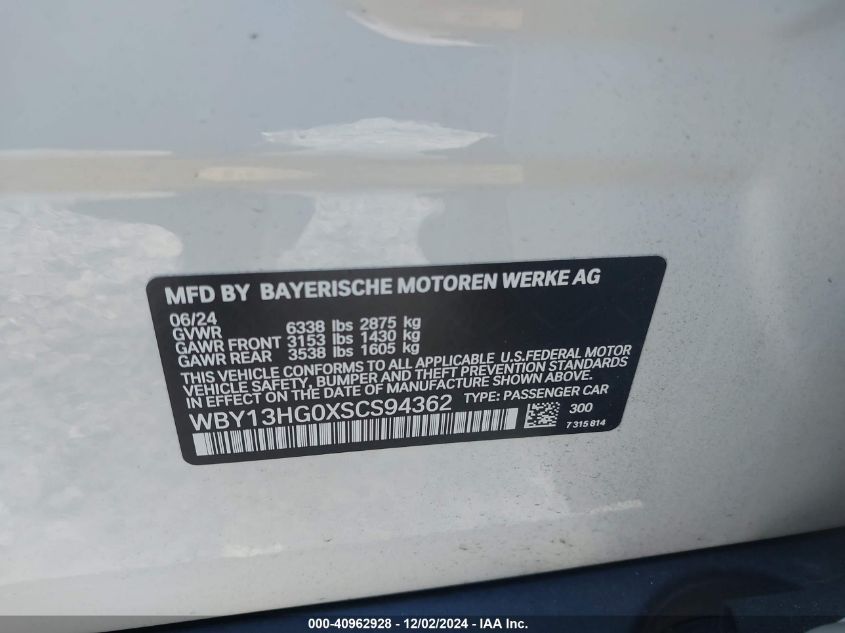 MFD BY BAYERISCHE MOTOREN WERKE AG
06/24
GVWR 6338 lbs 2875 kg
GAWR FRONT 3153 lbs 1430 kg
GAWR REAR 3538 lbs 1605 kg
THIS VEHICLE CONFORMS TO ALL APPLICABLE U.S.FEDERAL MOTOR
VEHICLE SAFETY, BUMPER AND THEFT PREVENTION STANDARDS
IN EFFECT ON THE DATE OF MANUFACTURE SHOWN ABOVE.
WBY13HG0XSCS94362 TYPE: PASSENGER CAR
300
7 315 814
000-40962928 - 12/02/2024 - IAA Inc.